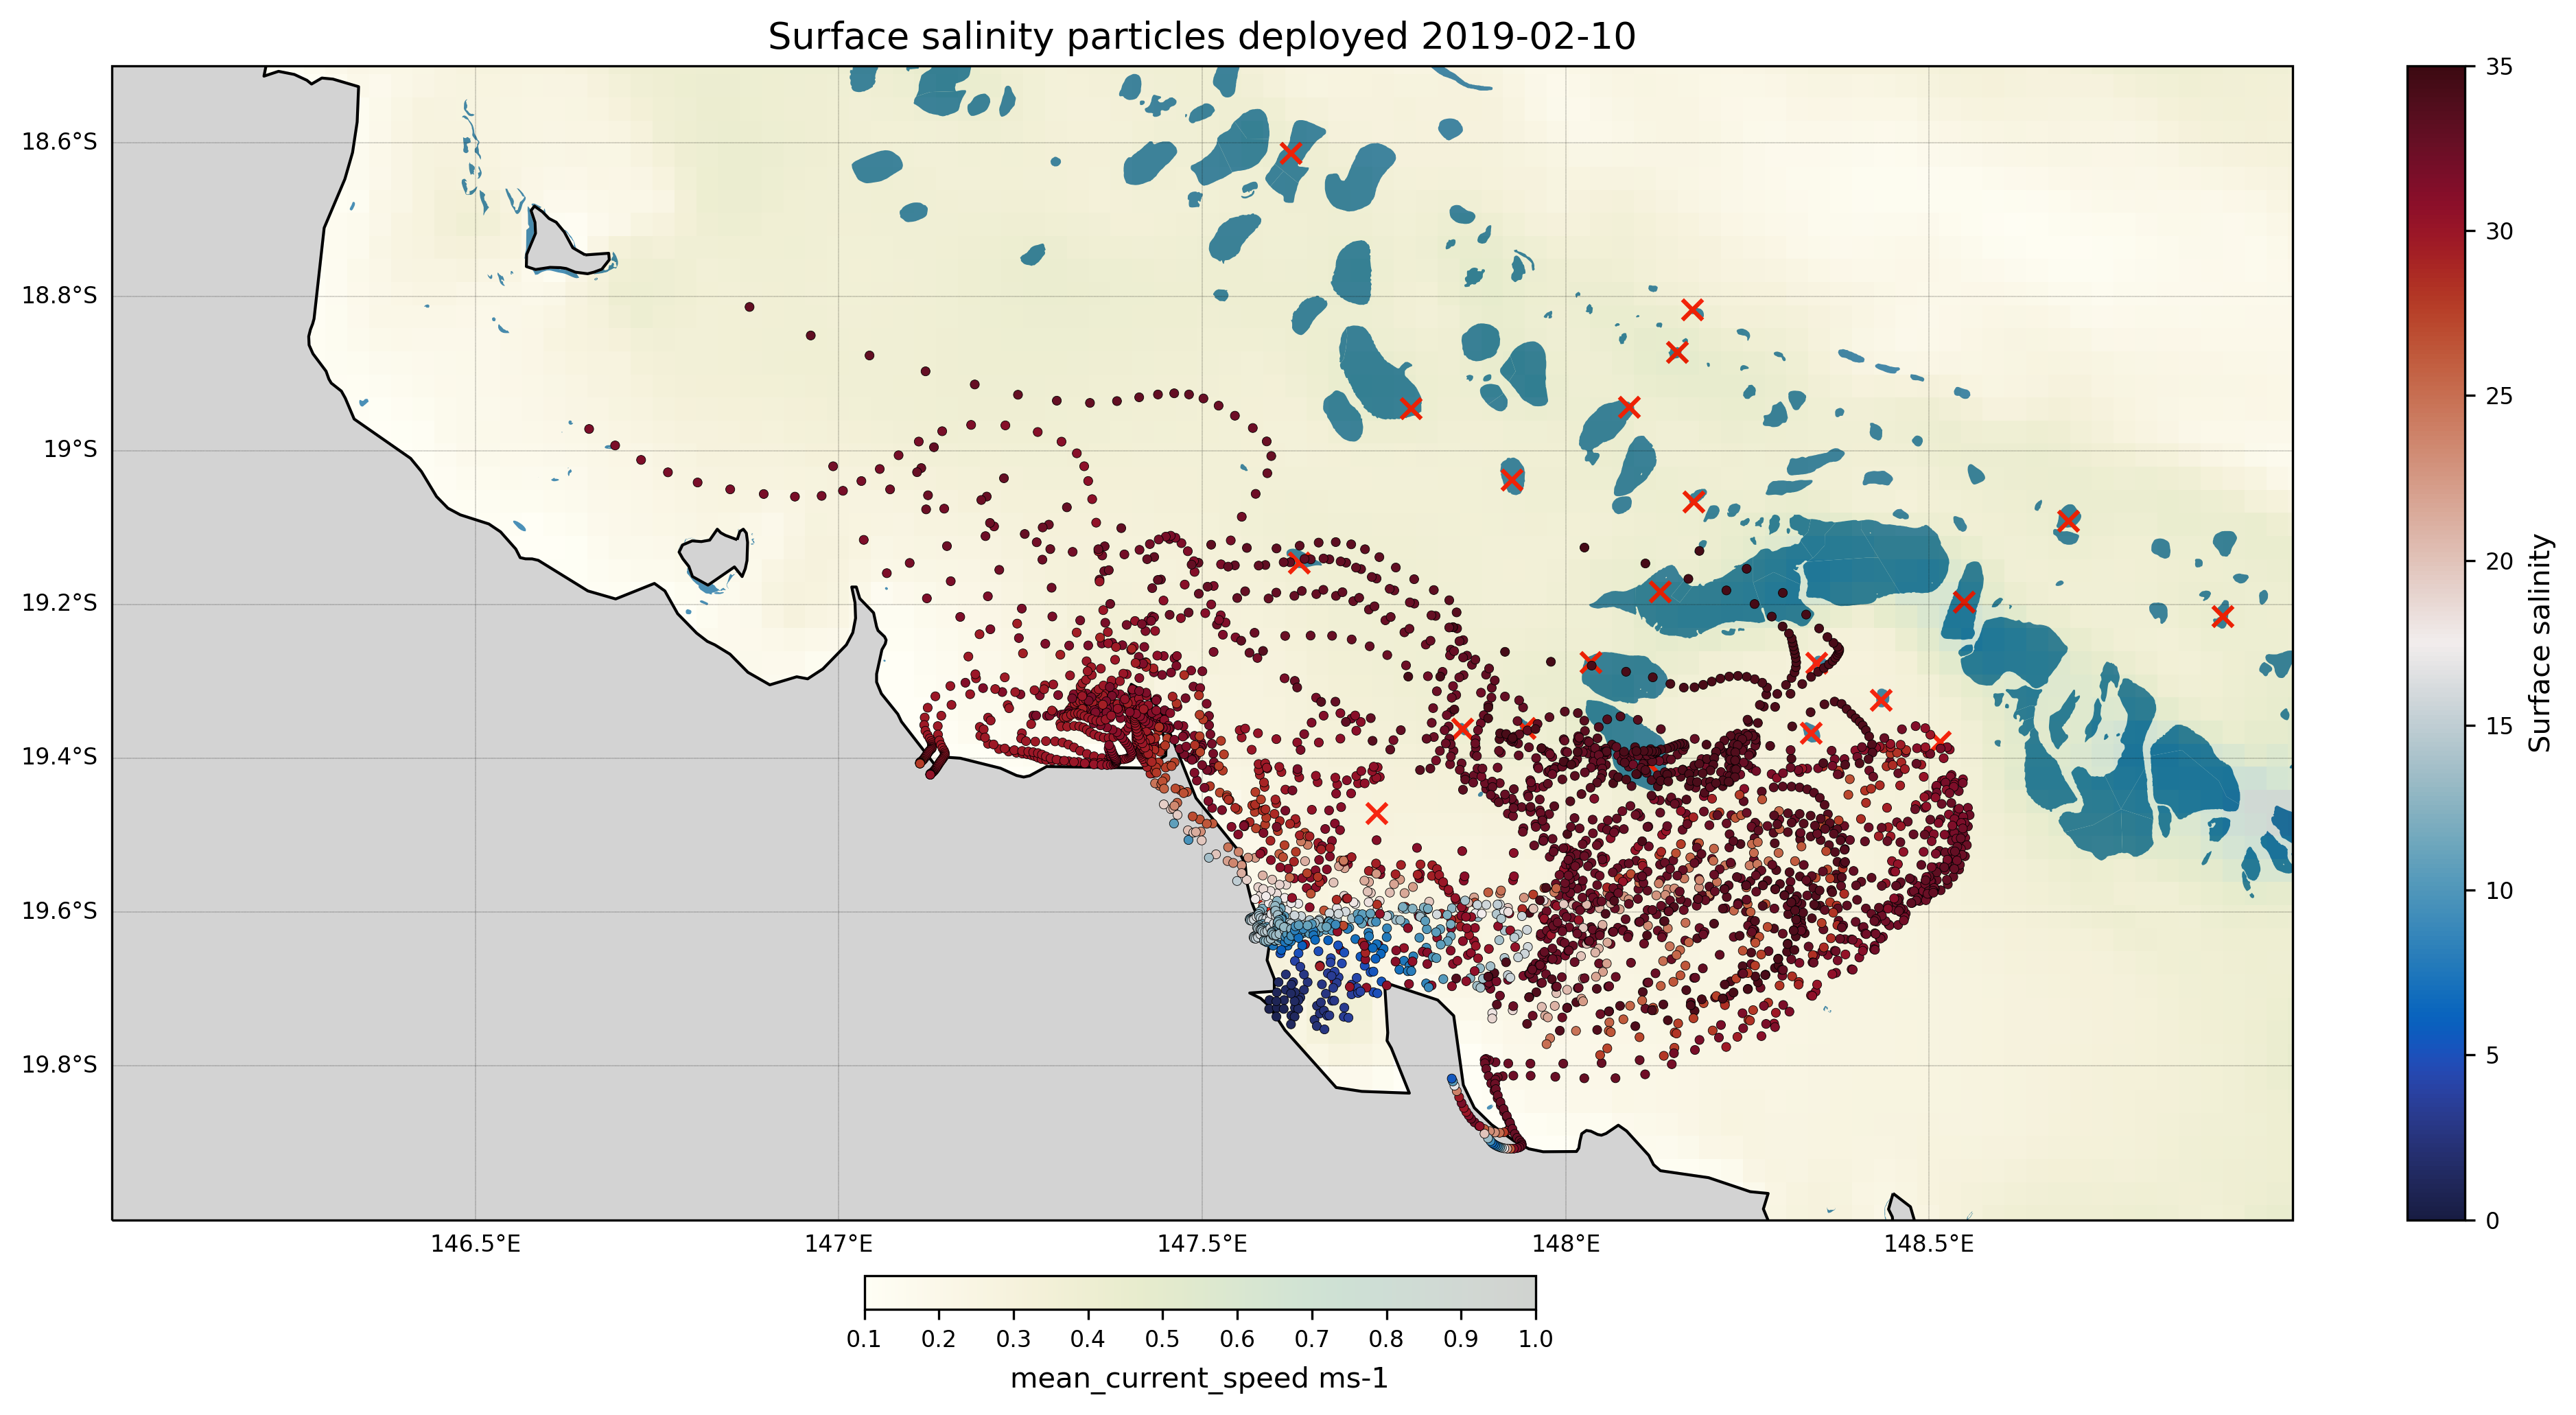 Surface salinity particles deployed 2019-02-10
18.6°S
18.8°S
19°S
19.2°S
19.4°S
19.6°S
19.8°S
146.5°E
147°E
147.5°E
148°E
148.5°E
35
30
25
20
15
10
5
0
Surface salinity
0.1
0.2
0.3
0.4
0.5
0.6
0.7
0.8
0.9
1.0
mean_current_speed ms-1